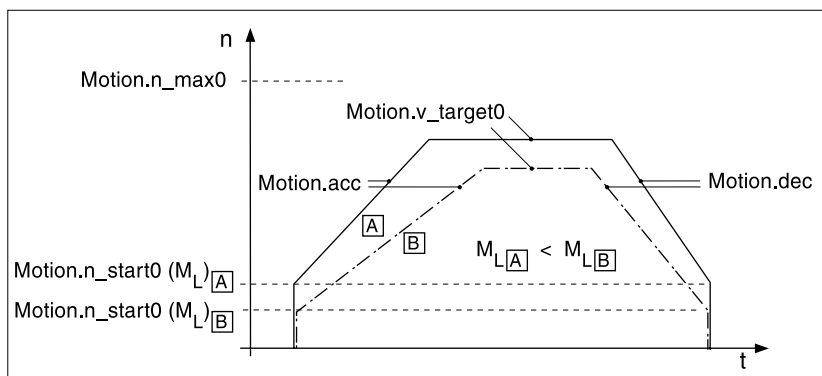 n
Motion.n_max0
Motion.v_target0
Motion.acc
Motion.dec
A
B
M_L A < M_L B
Motion.n_start0 (M_L) A
Motion.n_start0 (M_L) B
t